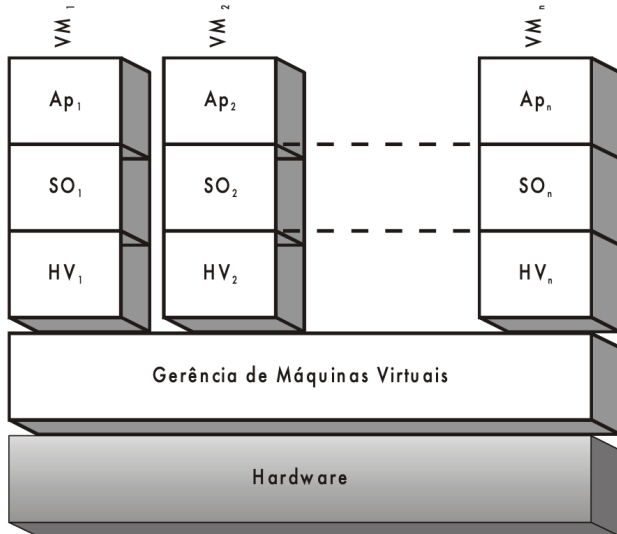 VM₁ VM₂ VMₙ
Ap₁ Ap₂ Apₙ
SO₁ SO₂ SOₙ
HV₁ HV₂ HVₙ
Gerência de Máquinas Virtuais
Hardware